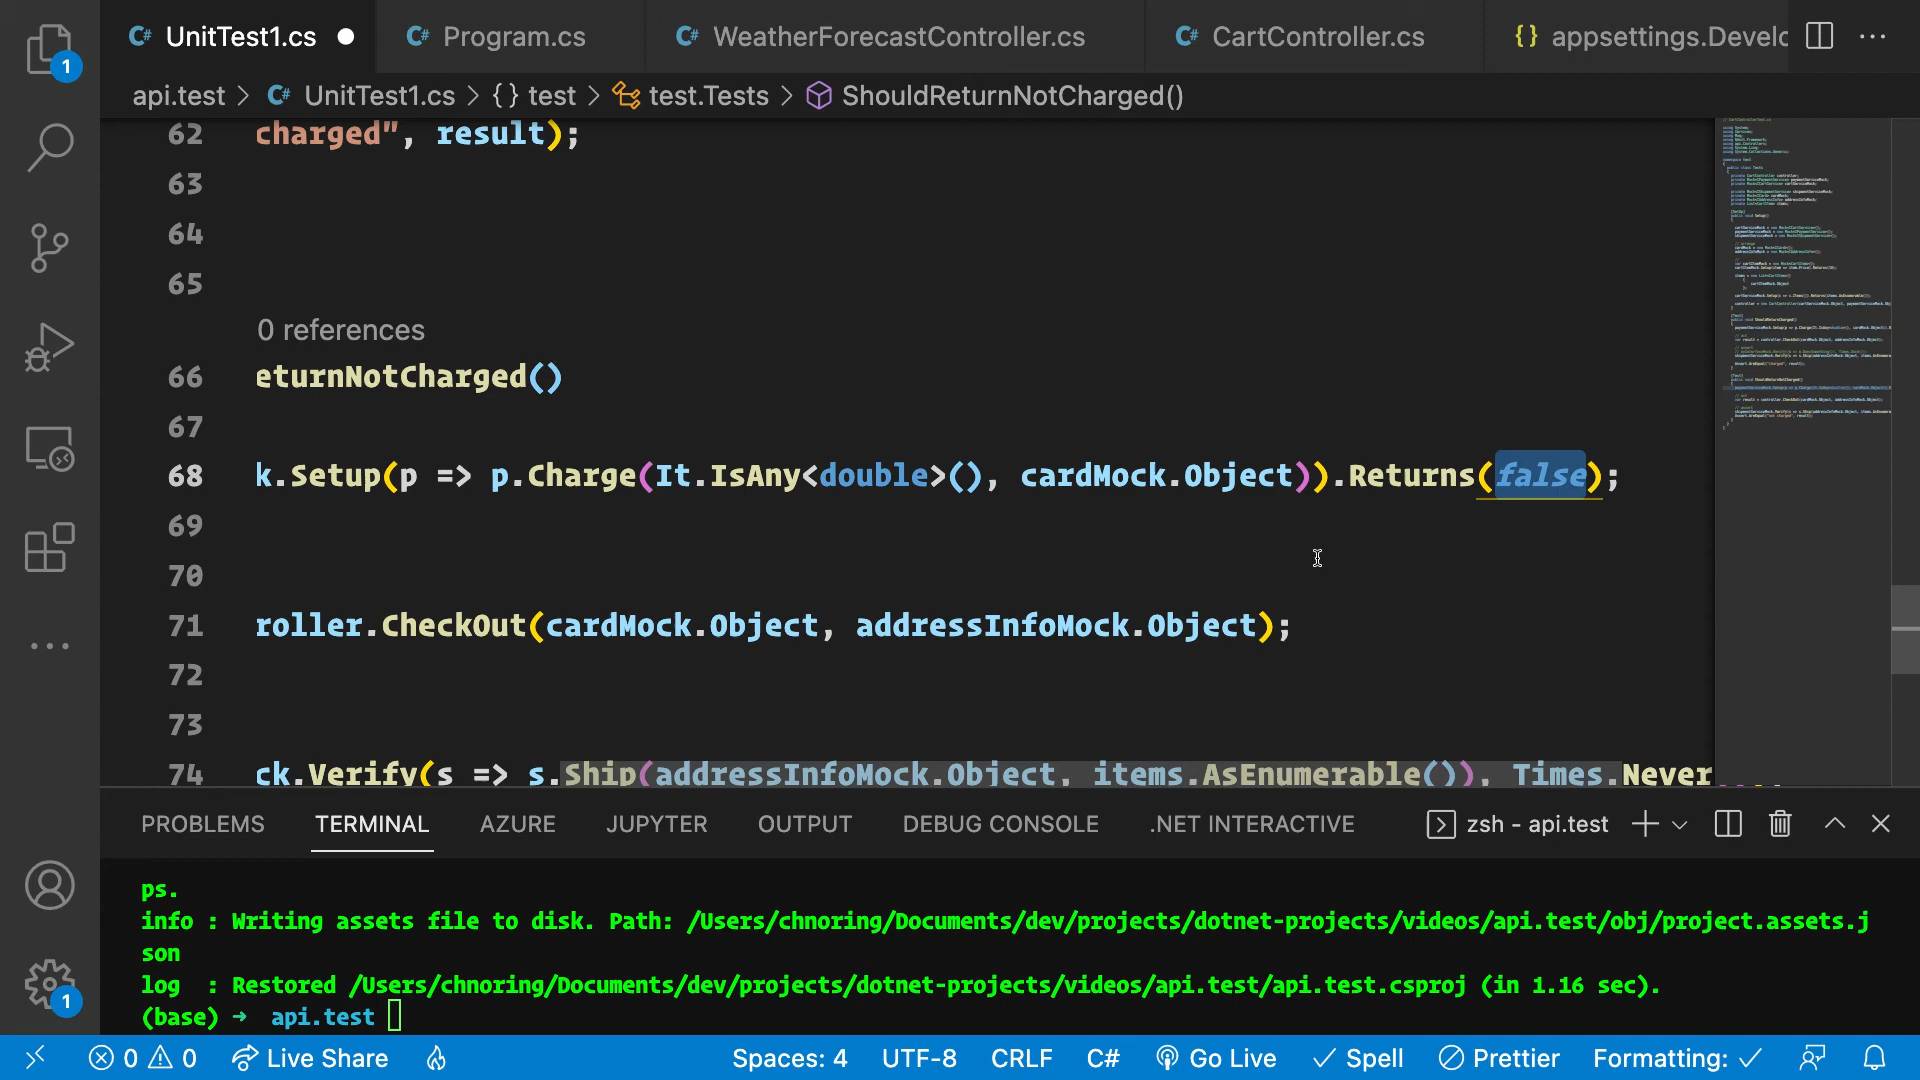 UnitTest1.cs
Program.cs
WeatherForecastController.cs
CartController.cs
appsettings.Develo
api.test > UnitTest1.cs > {} test > test.Tests > ShouldReturnNotCharged()
62 charged", result);
63
64
65
0 references
66 eturnNotCharged()
67
68 k.Setup(p => p.Charge(It.IsAny<double>(), cardMock.Object)).Returns(false);
69
70
71 roller.CheckOut(cardMock.Object, addressInfoMock.Object);
72
73
74 ck.Verify(s => s.Ship(addressInfoMock.Object, items.AsEnumerable()), Times.Never
PROBLEMS TERMINAL AZURE JUPYTER OUTPUT DEBUG CONSOLE .NET INTERACTIVE zsh - api.test
ps.
info : Writing assets file to disk. Path: /Users/chnoring/Documents/dev/projects/dotnet-projects/videos/api.test/obj/project.assets.j
son
log : Restored /Users/chnoring/Documents/dev/projects/dotnet-projects/videos/api.test/api.test.csproj (in 1.16 sec).
(base) → api.test
0 0 Live Share Spaces: 4 UTF-8 CRLF C# Go Live Spell Prettier Formatting: ✓
1
1